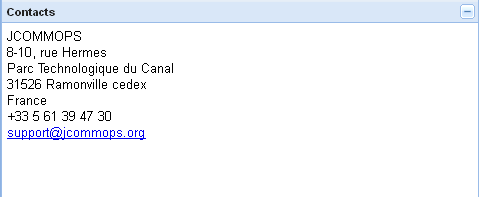 Contacts
JCOMMOPS
8-10, rue Hermes
Parc Technologique du Canal
31526 Ramonville cedex
France
+33 5 61 39 47 30
support@jcommops.org